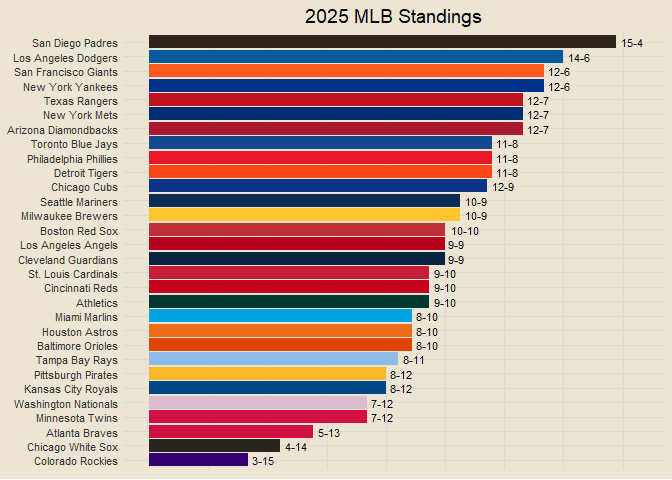 2025 MLB Standings
San Diego Padres 15-4
Los Angeles Dodgers 14-6
San Francisco Giants 12-6
New York Yankees 12-6
Texas Rangers 12-7
New York Mets 12-7
Arizona Diamondbacks 12-7
Toronto Blue Jays 11-8
Philadelphia Phillies 11-8
Detroit Tigers 11-8
Chicago Cubs 12-9
Seattle Mariners 10-9
Milwaukee Brewers 10-9
Boston Red Sox 10-10
Los Angeles Angels 9-9
Cleveland Guardians 9-9
St. Louis Cardinals 9-10
Cincinnati Reds 9-10
Athletics 9-10
Miami Marlins 8-10
Houston Astros 8-10
Baltimore Orioles 8-10
Tampa Bay Rays 8-11
Pittsburgh Pirates 8-12
Kansas City Royals 8-12
Washington Nationals 7-12
Minnesota Twins 7-12
Atlanta Braves 5-13
Chicago White Sox 4-14
Colorado Rockies 3-15